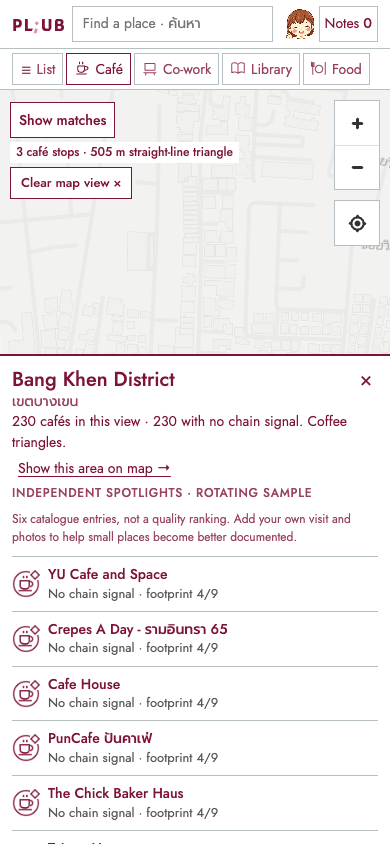 PL;UB
Find a place · ค้นหา
Notes 0
List
Café
Co-work
Library
Food
Show matches
3 café stops · 505 m straight-line triangle
Clear map view ×
+
−
Bang Khen District
×
เขตบางเขน
230 cafés in this view · 230 with no chain signal. Coffee
triangles.
Show this area on map →
INDEPENDENT SPOTLIGHTS · ROTATING SAMPLE
Six catalogue entries, not a quality ranking. Add your own visit and
photos to help small places become better documented.
YU Cafe and Space
No chain signal · footprint 4/9
Crepes A Day - รามอินทรา 65
No chain signal · footprint 4/9
Cafe House
No chain signal · footprint 4/9
PunCafe ปันคาเฟ่
No chain signal · footprint 4/9
The Chick Baker Haus
No chain signal · footprint 4/9